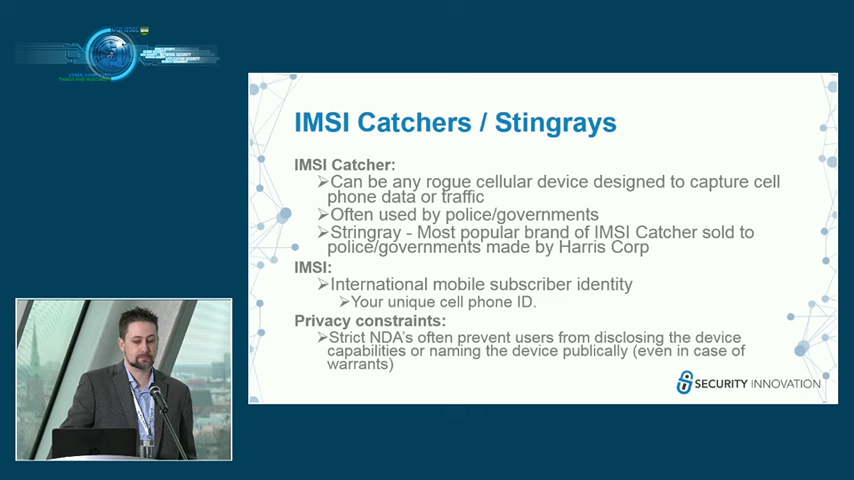 IMSI Catchers / Stingrays
IMSI Catcher:
➢Can be any rogue cellular device designed to capture cell
phone data or traffic
➢Often used by police/governments
➢Stringray - Most popular brand of IMSI Catcher sold to
police/governments made by Harris Corp
IMSI:
➢International mobile subscriber identity
➢Your unique cell phone ID.
Privacy constraints:
➢Strict NDA's often prevent users from disclosing the device
capabilities or naming the device publically (even in case of
warrants)
SECURITY INNOVATION